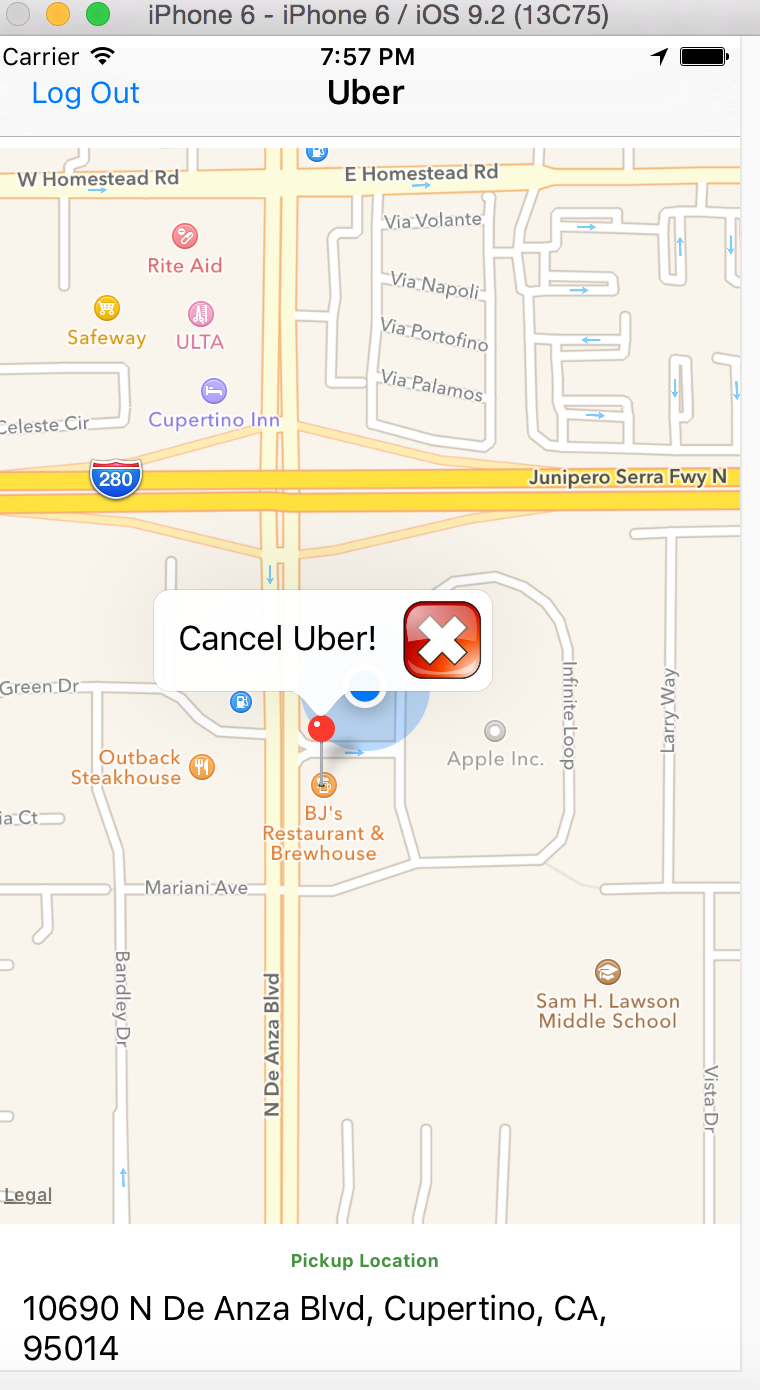 iPhone 6 - iPhone 6 / iOS 9.2 (13C75)
Carrier 7:57 PM
Log Out Uber
W Homestead Rd
E Homestead Rd
Via Volante
Rite Aid
Via Napoli
Safeway
ULTA
Via Portofino
Via Palamos
Cupertino Inn
Celeste Cir
280
Junipero Serra Fwy N
Cancel Uber!
Green Dr
Infinite Loop
Larry Way
Outback
Steakhouse
Apple Inc.
BJ's
Restaurant &
Brewhouse
ia Ct
Mariani Ave
Bandley Dr
N De Anza Blvd
Sam H. Lawson
Middle School
Vista Dr
Legal
Pickup Location
10690 N De Anza Blvd, Cupertino, CA,
95014